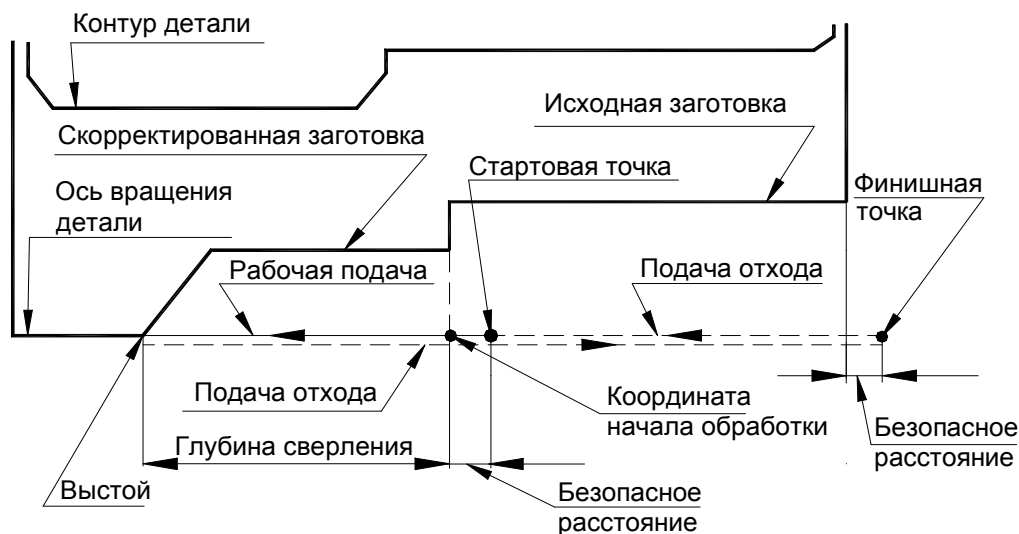 Контур детали
Исходная заготовка
Скорректированная заготовка
Стартовая точка
Ось вращения
детали
Финишная
точка
Рабочая подача
Подача отхода
Подача отхода
Координата
начала обработки
Безопасное
расстояние
Глубина сверления
Выстой
Безопасное
расстояние